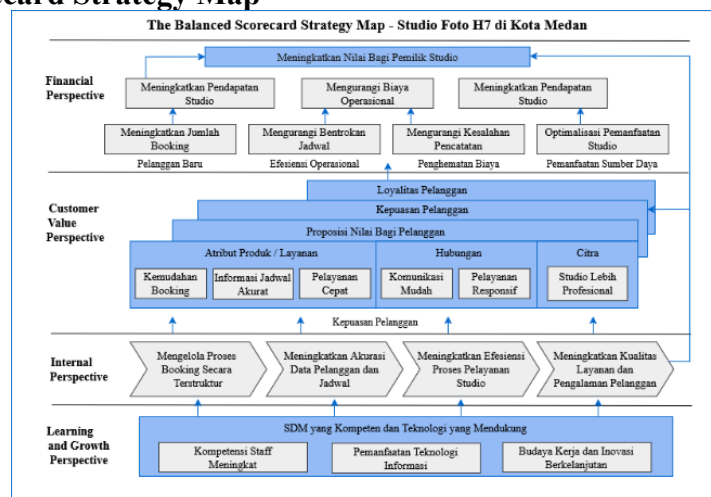 card Strategy Map
The Balanced Scorecard Strategy Map - Studio Foto H7 di Kota Medan
Meningkatkan Nilai Bagi Pemilik Studio
Financial
Perspective
Meningkatkan Pendapatan
Studio
Mengurangi Biaya
Operasional
Meningkatkan Pendapatan
Studio
Meningkatkan Jumlah
Booking
Mengurangi Bentrokan
Jadwal
Mengurangi Kesalahan
Pencatatan
Optimalisasi Pemanfaatan
Studio
Pelanggan Baru
Efesiensi Operasional
Penghematan Biaya
Pemanfaatan Sumber Daya
Customer
Value
Perspective
Loyalitas Pelanggan
Kepuasan Pelanggan
Proposisi Nilai Bagi Pelanggan
Atribut Produk / Layanan
Hubungan
Citra
Kemudahan
Booking
Informasi Jadwal
Akurat
Pelayanan
Cepat
Komunikasi
Mudah
Pelayanan
Responsif
Studio Lebih
Profesional
Kepuasan Pelanggan
Internal
Perspective
Mengelola Proses
Booking Secara
Terstruktur
Meningkatkan Akurasi
Data Pelanggan dan
Jadwal
Meningkatkan Efesiensi
Proses Pelayanan
Studio
Meningkatkan Kualitas
Layanan dan
Pengalaman Pelanggan
Learning
and Growth
Perspective
SDM yang Kompeten dan Teknologi yang Mendukung
Kompetensi Staff
Meningkat
Pemanfaatan Teknologi
Informasi
Budaya Kerja dan Inovasi
Berkelanjutan